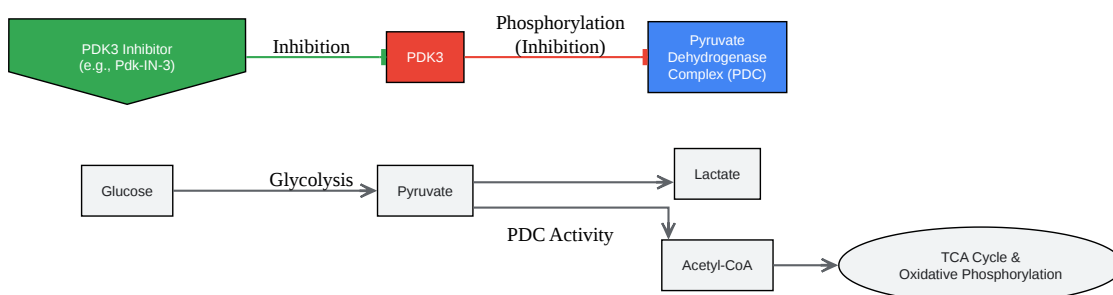 PDK3 Inhibitor
(e.g., Pdk-IN-3)
Inhibition
PDK3
Phosphorylation
(Inhibition)
Pyruvate
Dehydrogenase
Complex (PDC)
Glucose
Glycolysis
Pyruvate
Lactate
PDC Activity
Acetyl-CoA
TCA Cycle &
Oxidative Phosphorylation